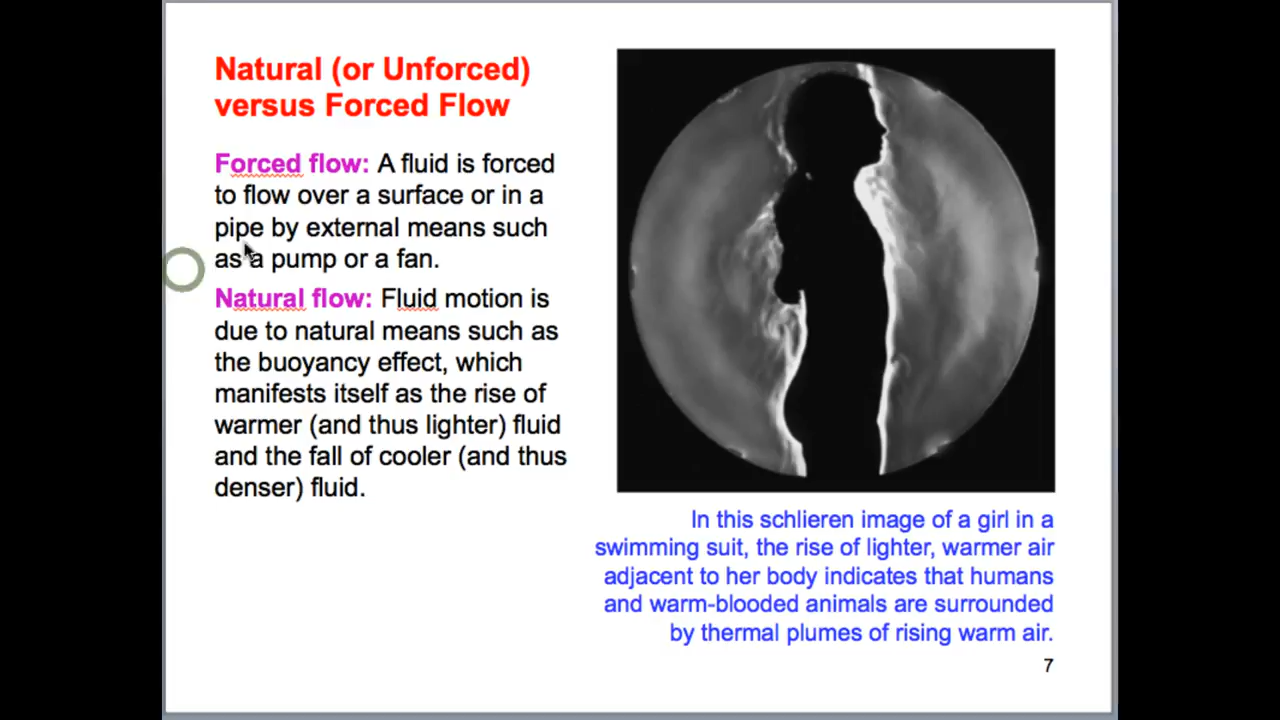 Natural (or Unforced)
versus Forced Flow
Forced flow: A fluid is forced
to flow over a surface or in a
pipe by external means such
as a pump or a fan.
Natural flow: Fluid motion is
due to natural means such as
the buoyancy effect, which
manifests itself as the rise of
warmer (and thus lighter) fluid
and the fall of cooler (and thus
denser) fluid.
In this schlieren image of a girl in a
swimming suit, the rise of lighter, warmer air
adjacent to her body indicates that humans
and warm-blooded animals are surrounded
by thermal plumes of rising warm air.
7